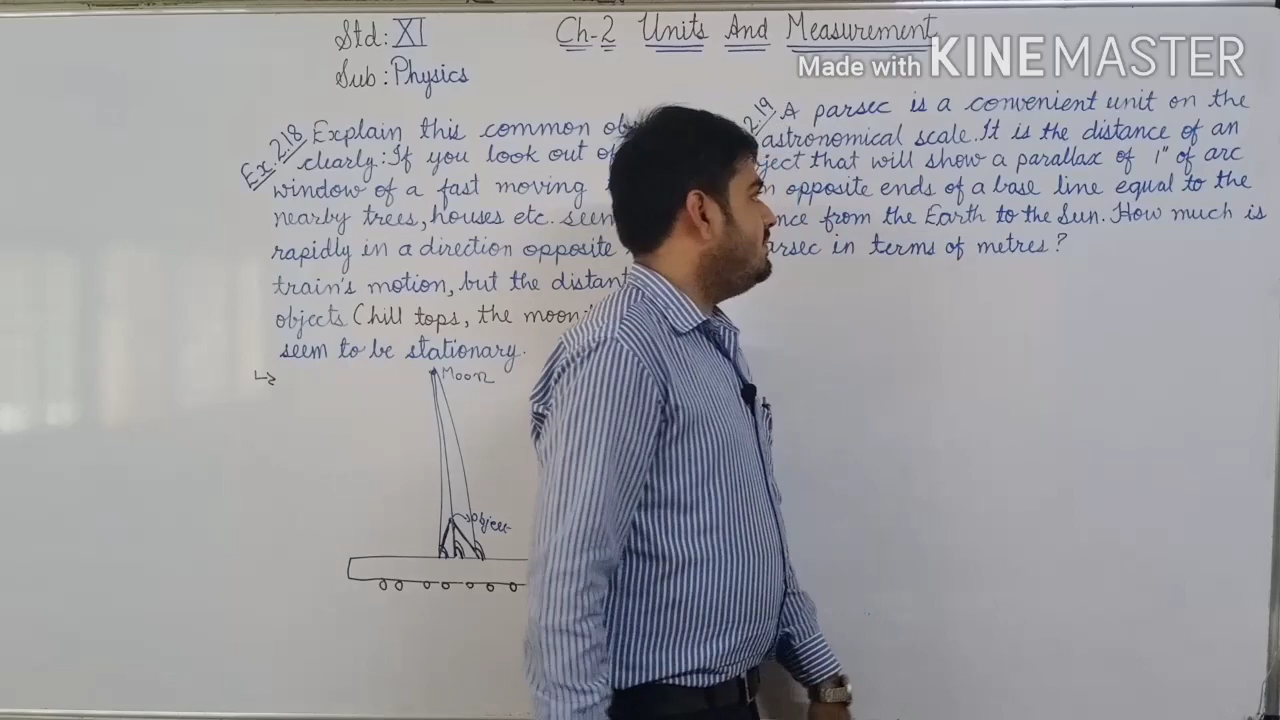 Std: XI
Ch-2 Units And Measurement
Sub: Physics
Made with KINEMASTER
Ex. 2.18 Explain this common
clearly: If you look out of
window of a fast moving
nearby trees, houses etc. seem
rapidly in a direction opposite
train's motion, but the distant
objects (hill tops, the moon
seem to be stationary.
Moon
Object
2.19 A parsec is a convenient unit on the
astronomical scale. It is the distance of an
that will show a parallax of 1" of arc
opposite ends of a base line equal to the
from the Earth to the Sun. How much is
in terms of metres?